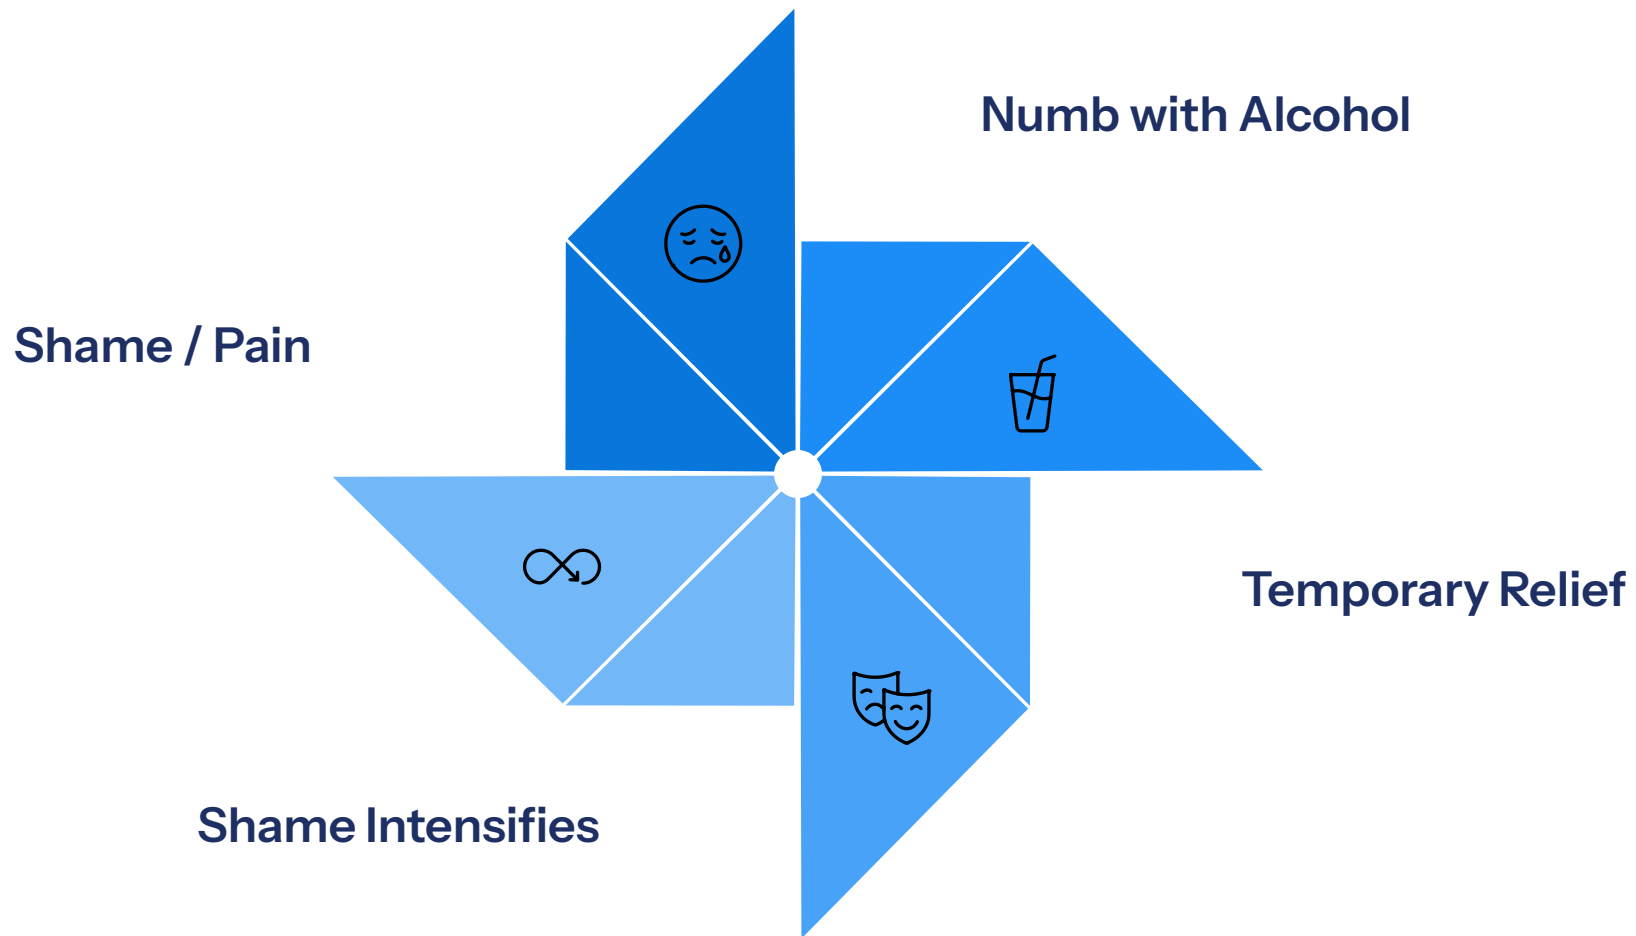 Numb with Alcohol
Shame / Pain
Temporary Relief
Shame Intensifies